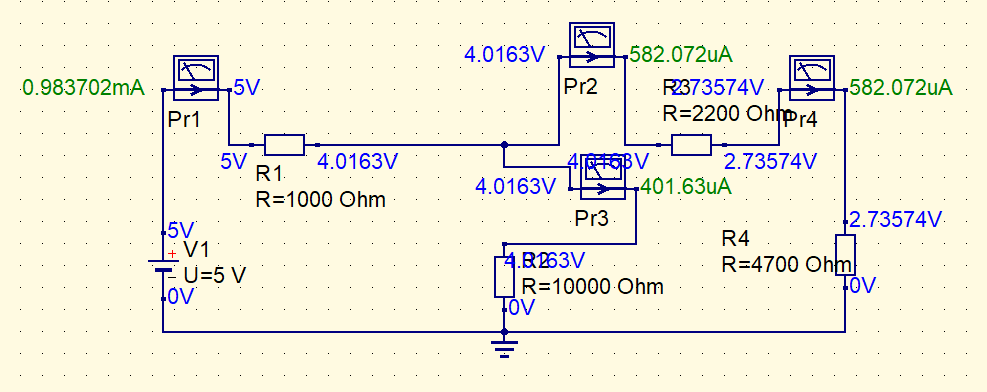 4.0163V
582.072uA
Pr2
0.983702mA
5V
Pr1
R3
2.73574V
R=2200 Ohm
582.072uA
Pr4
5V
4.0163V
R1
R=1000 Ohm
4.0163V
2.73574V
4.0163V
401.63uA
Pr3
5V
+
V1
-
U=5 V
0V
4.0163V
R2
R=10000 Ohm
0V
2.73574V
R4
R=4700 Ohm
0V